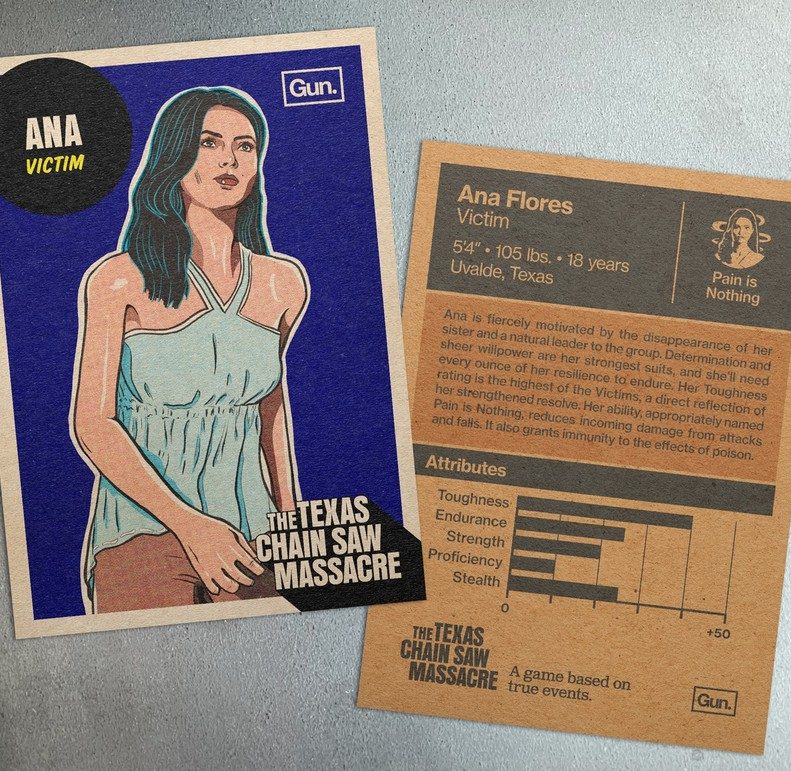 ANA
VICTIM
Gun.
THE TEXAS
CHAIN SAW
MASSACRE
Ana Flores
Victim
5'4" • 105 lbs. • 18 years
Uvalde, Texas
Pain is
Nothing
Ana is fiercely motivated by the disappearance of her
sister and a natural leader to the group. Determination and
sheer willpower are her strongest suits, and she'll need
every ounce of her resilience to endure. Her Toughness
rating is the highest of the Victims, a direct reflection of
her strengthened resolve. Her ability, appropriately named
Pain is Nothing, reduces incoming damage from attacks
and falls. It also grants immunity to the effects of poison.
Attributes
Toughness
Endurance
Strength
Proficiency
Stealth
0
+50
THE TEXAS
CHAIN SAW
MASSACRE
A game based on
true events.
Gun.